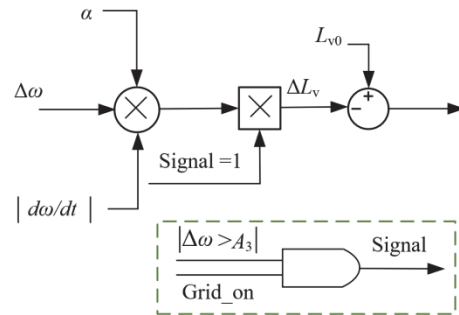 α
L_v0
Δω
ΔL_v
Signal =1
| dω/dt |
|Δω >A_3|
Signal
Grid_on